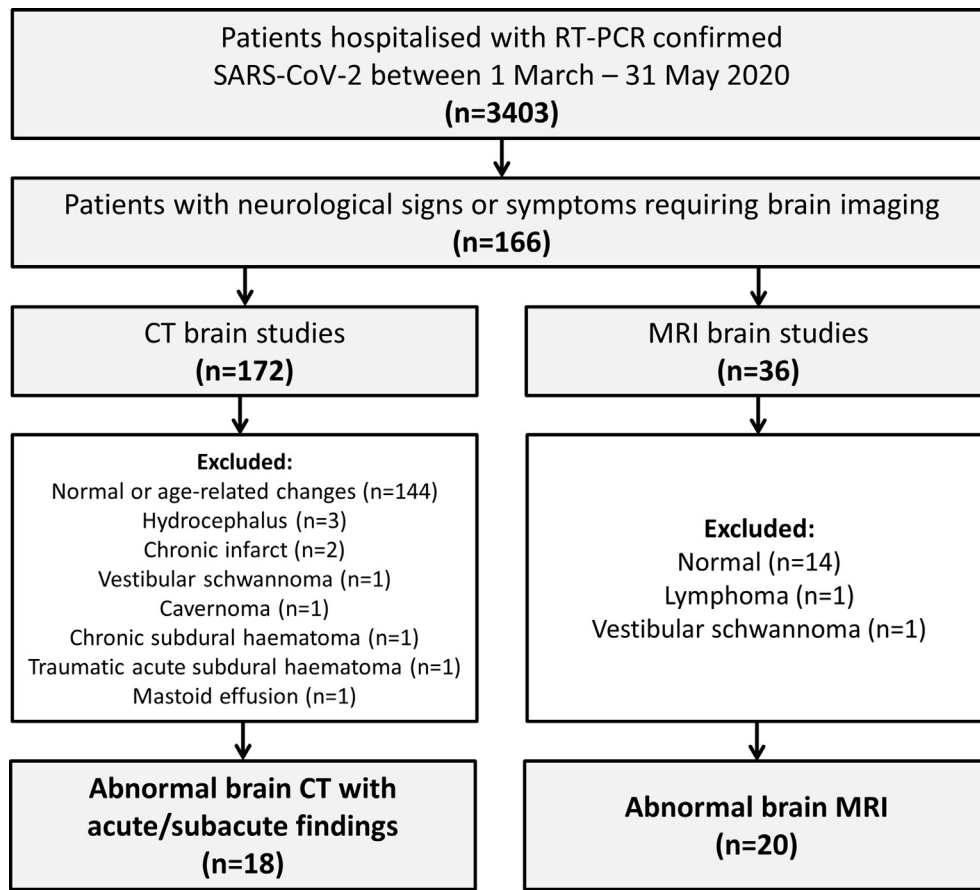 Patients hospitalised with RT-PCR confirmed
SARS-CoV-2 between 1 March – 31 May 2020
(n=3403)
Patients with neurological signs or symptoms requiring brain imaging
(n=166)
CT brain studies
(n=172)
MRI brain studies
(n=36)
Excluded:
Normal or age-related changes (n=144)
Hydrocephalus (n=3)
Chronic infarct (n=2)
Vestibular schwannoma (n=1)
Cavernoma (n=1)
Chronic subdural haematoma (n=1)
Traumatic acute subdural haematoma (n=1)
Mastoid effusion (n=1)
Excluded:
Normal (n=14)
Lymphoma (n=1)
Vestibular schwannoma (n=1)
Abnormal brain CT with
acute/subacute findings
(n=18)
Abnormal brain MRI
(n=20)